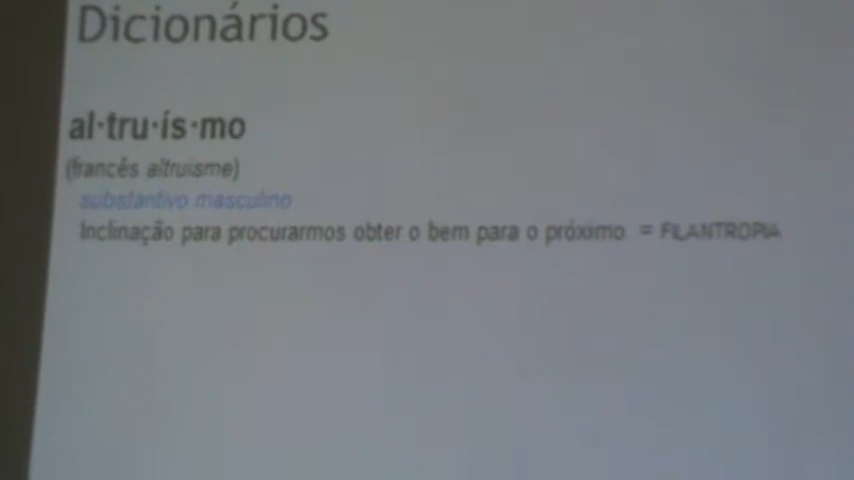 Dicionários
al·tru·ís·mo
(francês altruisme)
substantivo masculino
Inclinação para procurarmos obter o bem para o próximo. = FILANTROPIA